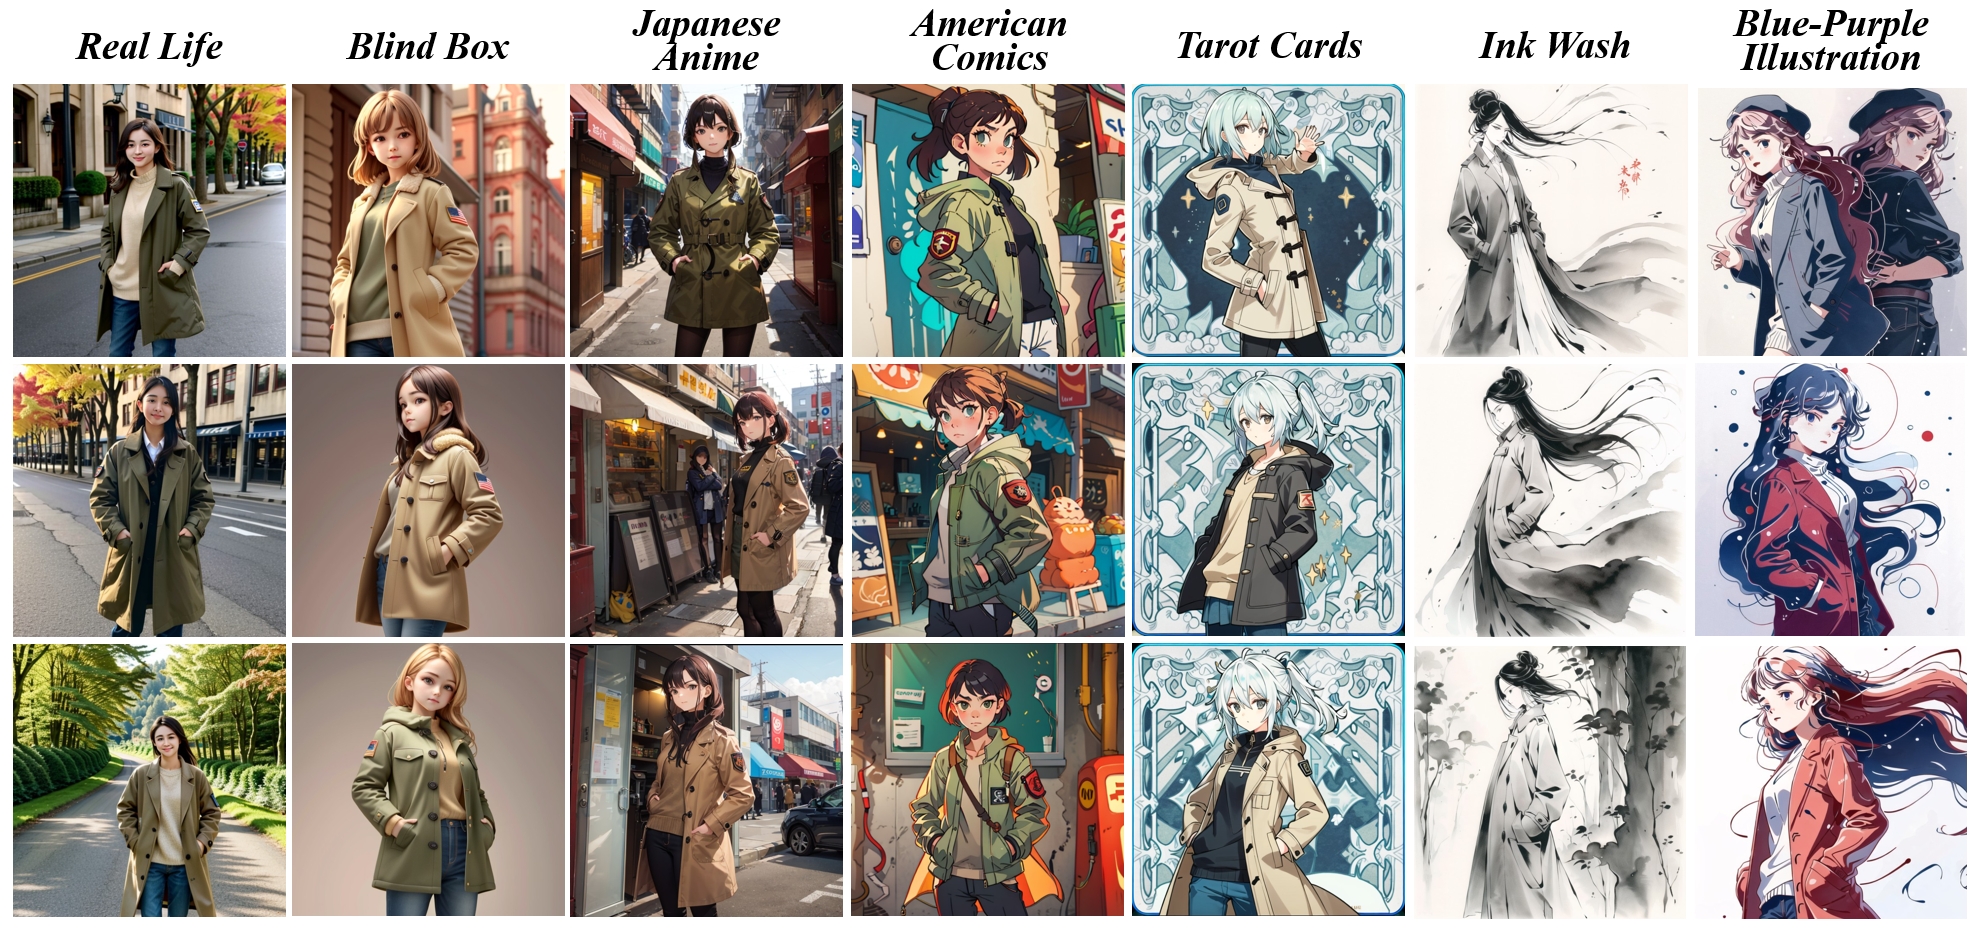 Real Life
Blind Box
Japanese
Anime
American
Comics
Tarot Cards
Ink Wash
Blue-Purple
Illustration